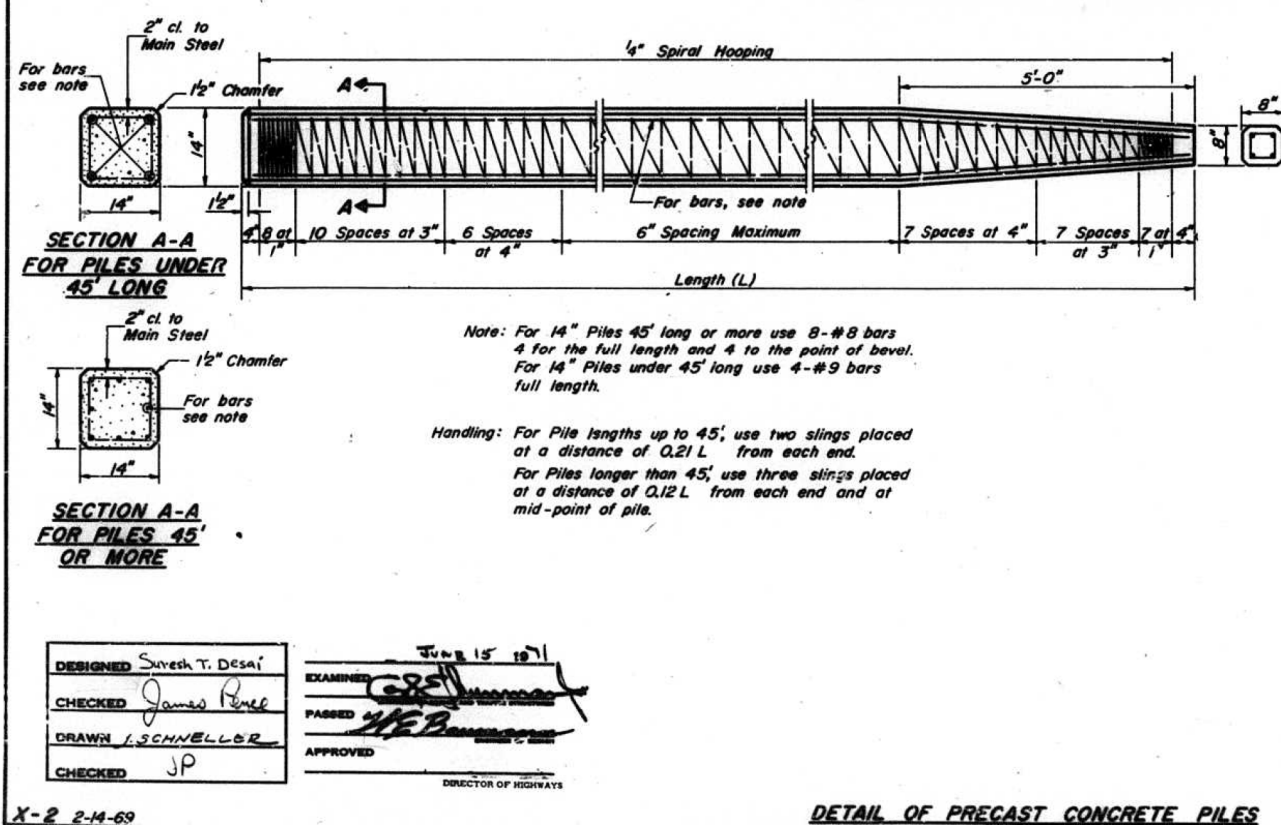 2" cl. to
Main Steel
For bars
see note
1½" Chamfer
14"
14"
SECTION A-A
FOR PILES UNDER
45' LONG
¼" Spiral Hooping
A
A
5'-0"
8"
8"
For bars, see note
1½"
4" 8 at 1" 10 Spaces at 3" 6 Spaces at 4" 6" Spacing Maximum 7 Spaces at 4" 7 Spaces at 3" 7 at 1" 4"
Length (L)
2" cl. to
Main Steel
1½" Chamfer
For bars
see note
14"
14"
SECTION A-A
FOR PILES 45'
OR MORE
Note: For 14" Piles 45' long or more use 8-#8 bars
4 for the full length and 4 to the point of bevel.
For 14" Piles under 45' long use 4-#9 bars
full length.
Handling: For Pile lsngths up to 45', use two slings placed
at a distance of 0.21 L from each end.
For Piles longer than 45', use three slings placed
at a distance of 0.12 L from each end and at
mid-point of pile.
DESIGNED Suresh T. Desai
CHECKED James
DRAWN J. SCHNELLER
CHECKED JP
JUNE 15 1971
EXAMINED
PASSED
APPROVED
DIRECTOR OF HIGHWAYS
X-2 2-14-69
DETAIL OF PRECAST CONCRETE PILES